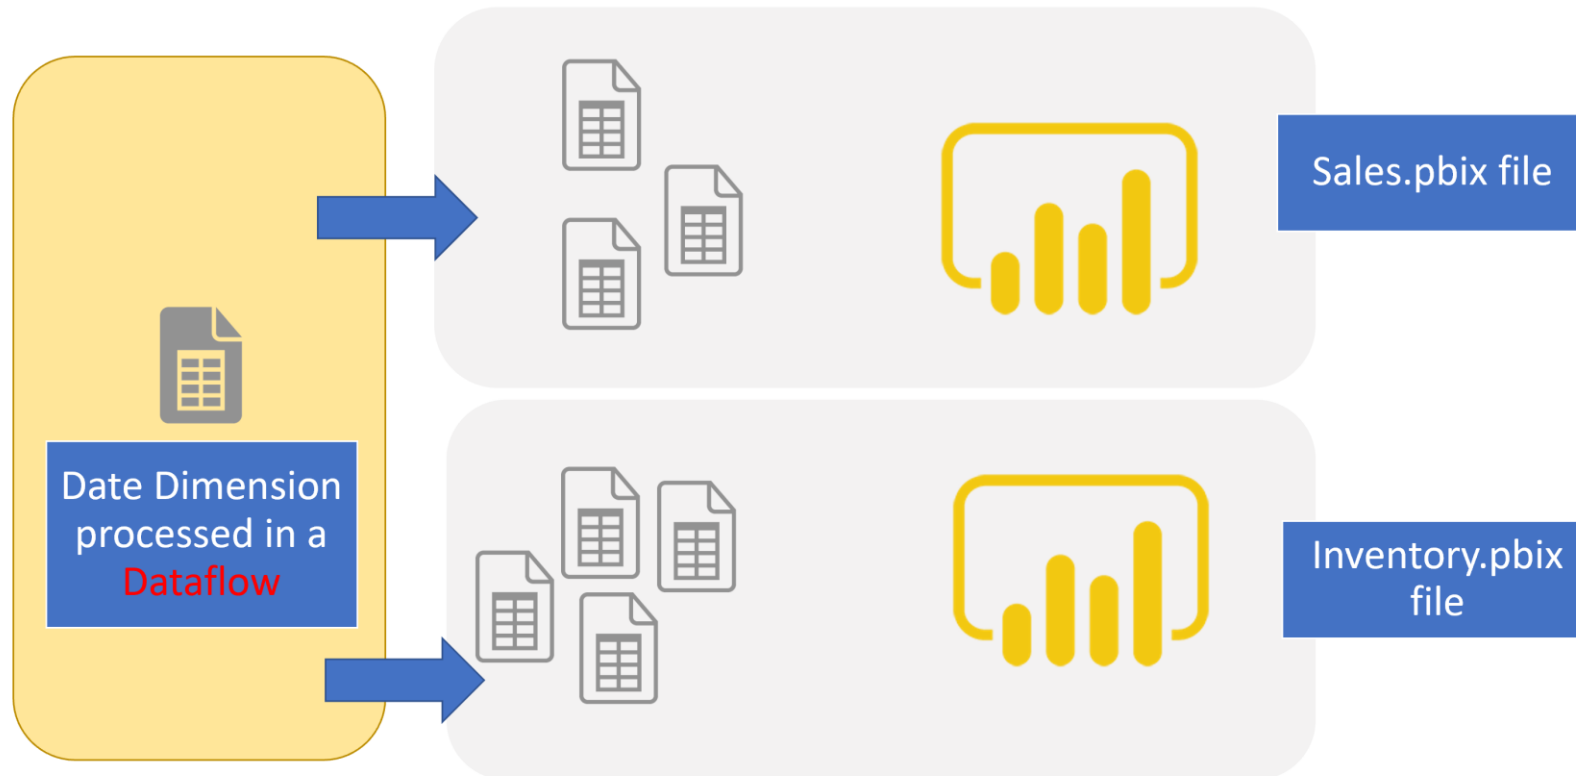 Date Dimension
processed in a
Dataflow
Sales.pbix file
Inventory.pbix
file